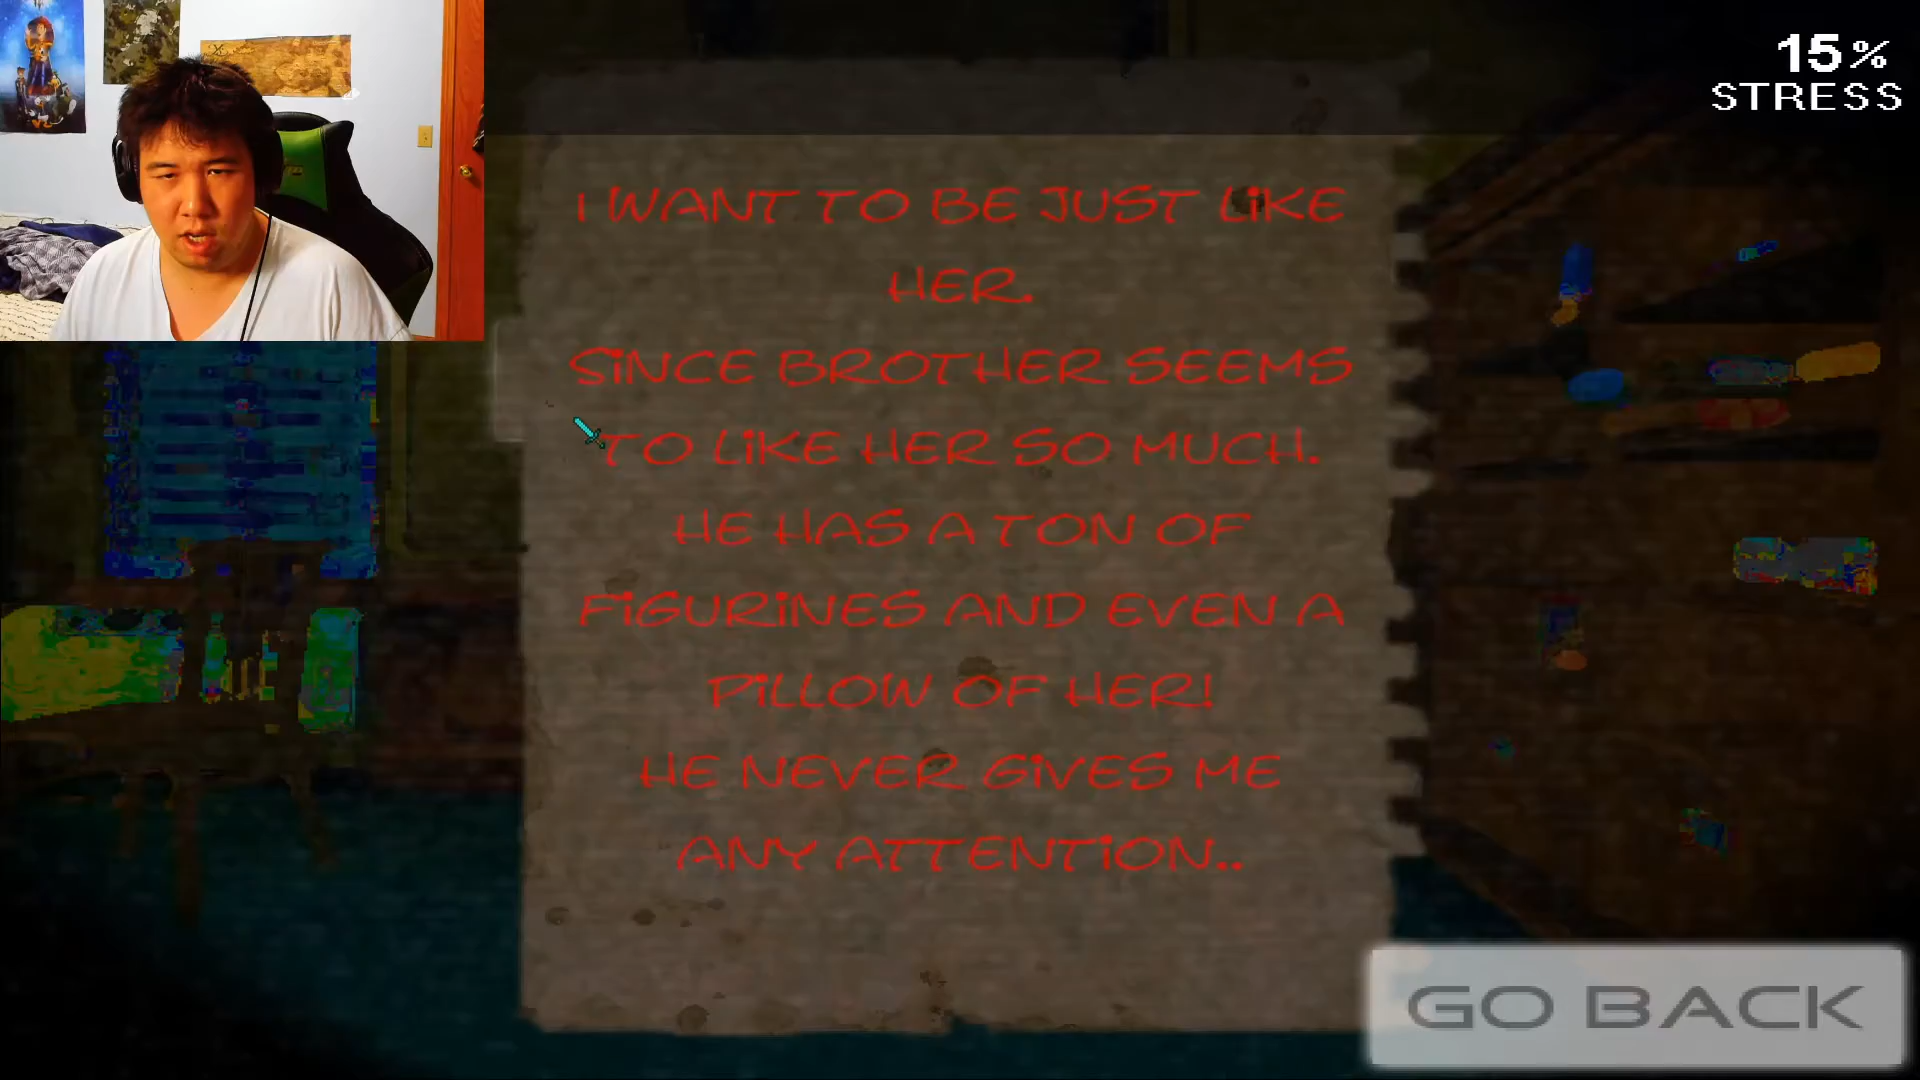 15%
STRESS
I WANT TO BE JUST LIKE
HER.
SINCE BROTHER SEEMS
TO LIKE HER SO MUCH.
HE HAS A TON OF
FIGURINES AND EVEN A
PILLOW OF HER!
HE NEVER GIVES ME
ANY ATTENTION..
GO BACK